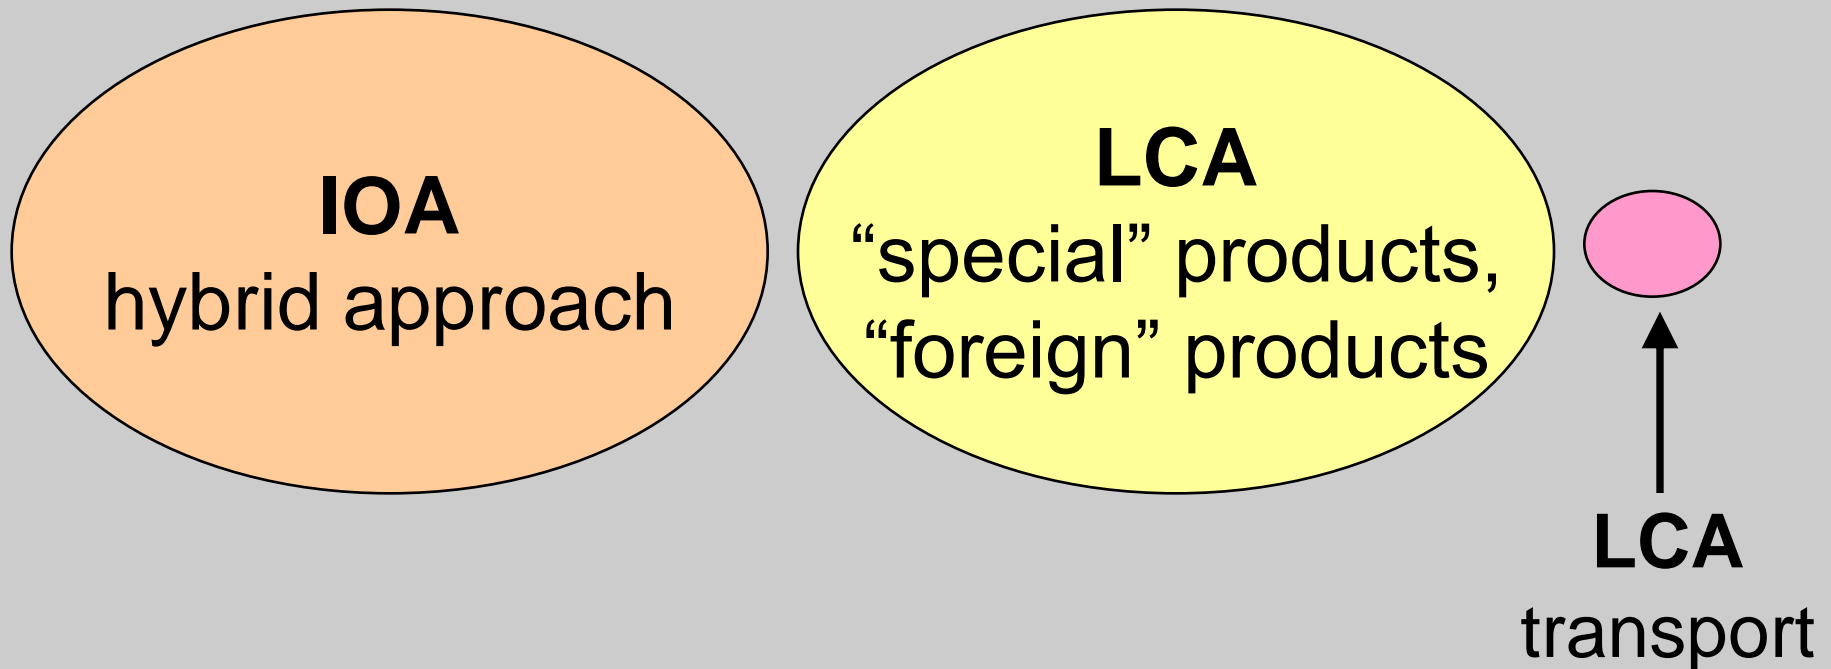 IOA
hybrid approach
LCA
“special” products,
“foreign” products
LCA
transport